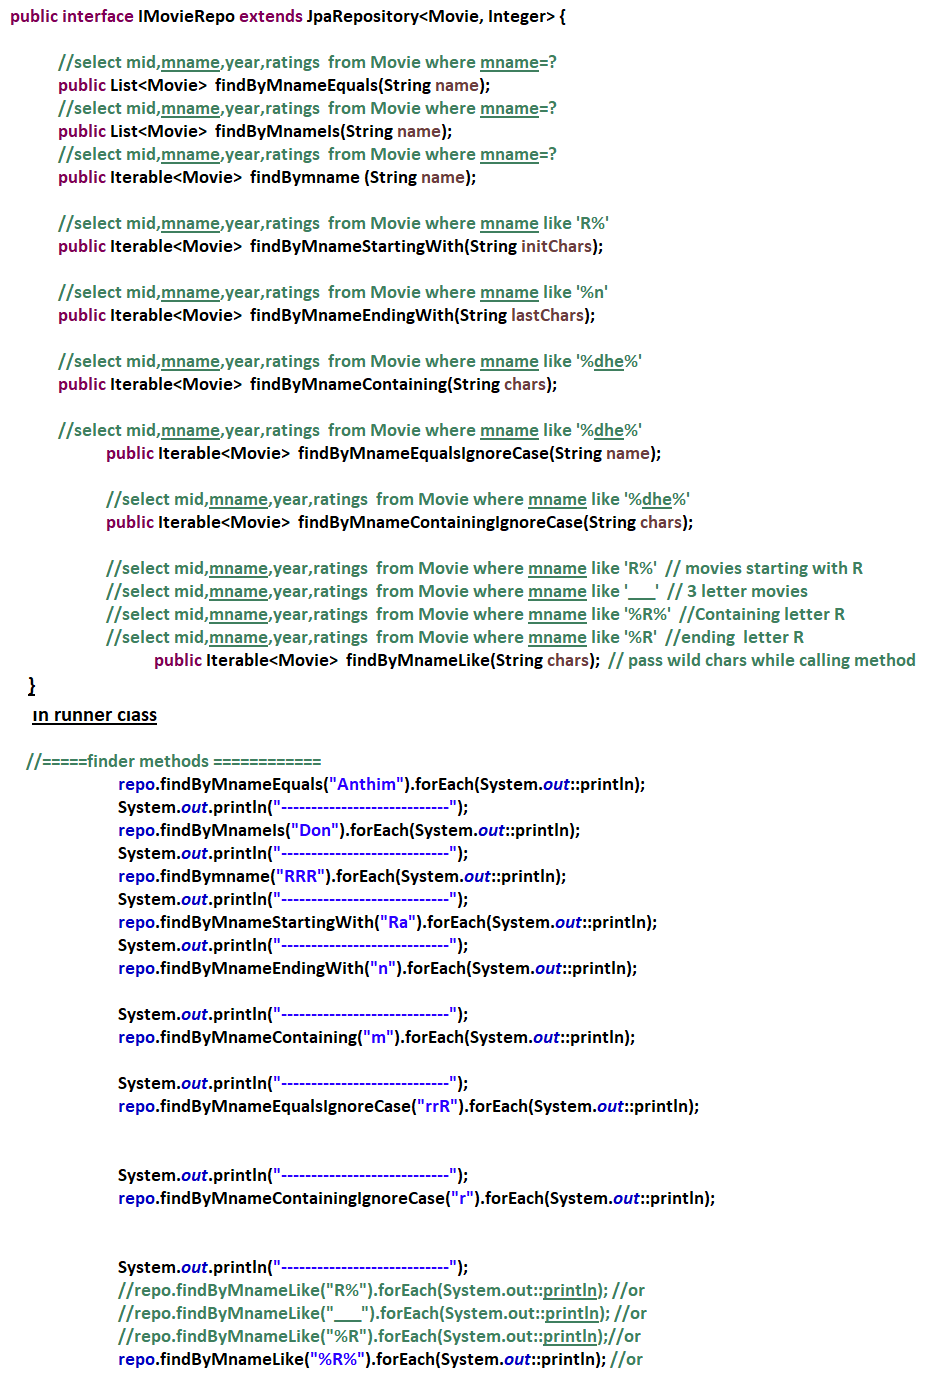 public interface IMovieRepo extends JpaRepository<Movie, Integer> {
//select mid,mname,year,ratings  from Movie where mname=?
public List<Movie>  findByMnameEquals(String name);
//select mid,mname,year,ratings  from Movie where mname=?
public List<Movie>  findByMnameIs(String name);
//select mid,mname,year,ratings  from Movie where mname=?
public Iterable<Movie>  findBymname (String name);
//select mid,mname,year,ratings  from Movie where mname like 'R%'
public Iterable<Movie>  findByMnameStartingWith(String initChars);
//select mid,mname,year,ratings  from Movie where mname like '%n'
public Iterable<Movie>  findByMnameEndingWith(String lastChars);
//select mid,mname,year,ratings  from Movie where mname like '%dhe%'
public Iterable<Movie>  findByMnameContaining(String chars);
//select mid,mname,year,ratings  from Movie where mname like '%dhe%'
public Iterable<Movie>  findByMnameEqualsIgnoreCase(String name);
//select mid,mname,year,ratings  from Movie where mname like '%dhe%'
public Iterable<Movie>  findByMnameContainingIgnoreCase(String chars);
//select mid,mname,year,ratings  from Movie where mname like 'R%'  // movies starting with R
//select mid,mname,year,ratings  from Movie where mname like '___'  // 3 letter movies
//select mid,mname,year,ratings  from Movie where mname like '%R%'  //Containing letter R
//select mid,mname,year,ratings  from Movie where mname like '%R'  //ending  letter R
public Iterable<Movie>  findByMnameLike(String chars);  // pass wild chars while calling method
}
In runner class
//=====finder methods ============
repo.findByMnameEquals("Anthim").forEach(System.out::println);
System.out.println("----------------------------");
repo.findByMnameIs("Don").forEach(System.out::println);
System.out.println("----------------------------");
repo.findBymname("RRR").forEach(System.out::println);
System.out.println("----------------------------");
repo.findByMnameStartingWith("Ra").forEach(System.out::println);
System.out.println("----------------------------");
repo.findByMnameEndingWith("n").forEach(System.out::println);
System.out.println("----------------------------");
repo.findByMnameContaining("m").forEach(System.out::println);
System.out.println("----------------------------");
repo.findByMnameEqualsIgnoreCase("rrR").forEach(System.out::println);
System.out.println("----------------------------");
repo.findByMnameContainingIgnoreCase("r").forEach(System.out::println);
System.out.println("----------------------------");
//repo.findByMnameLike("R%").forEach(System.out::println); //or
//repo.findByMnameLike("___").forEach(System.out::println); //or
//repo.findByMnameLike("%R").forEach(System.out::println);//or
repo.findByMnameLike("%R%").forEach(System.out::println); //or